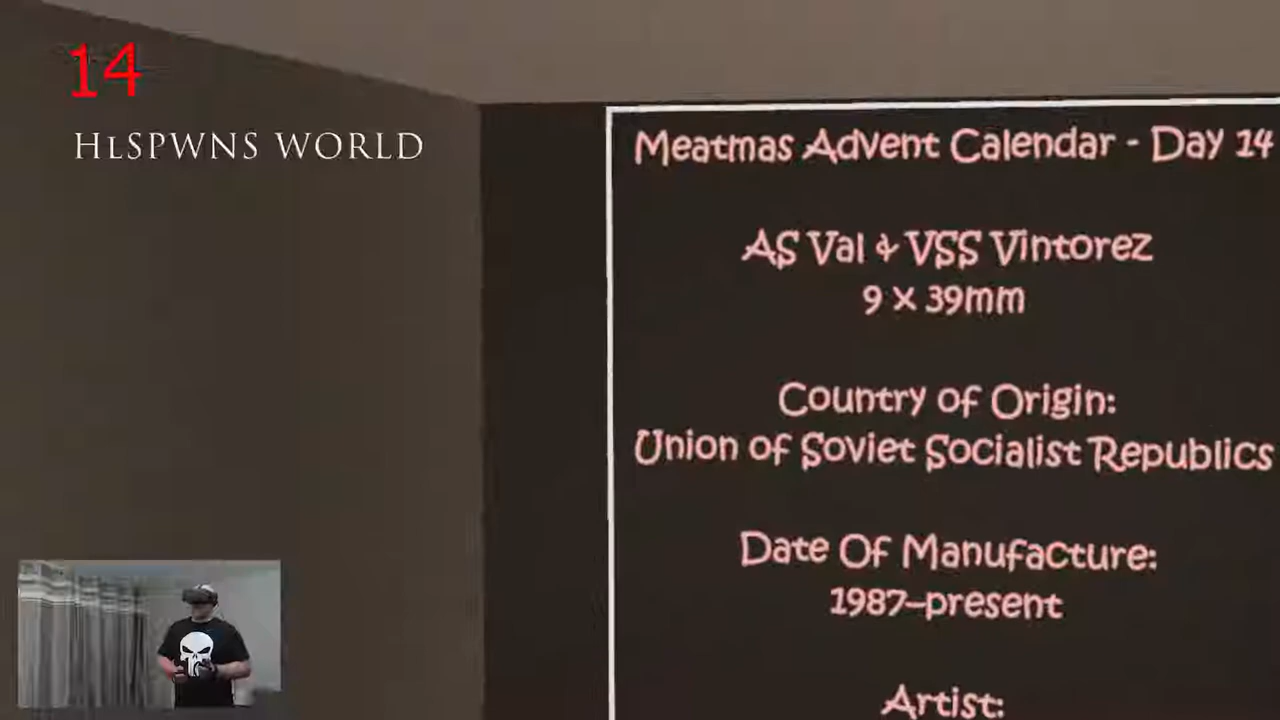 14
HLSPWNS WORLD
Meatmas Advent Calendar - Day 14
AS Val & VSS Vintorez
9 x 39mm
Country of Origin:
Union of Soviet Socialist Republics
Date Of Manufacture:
1987–present
Artist: